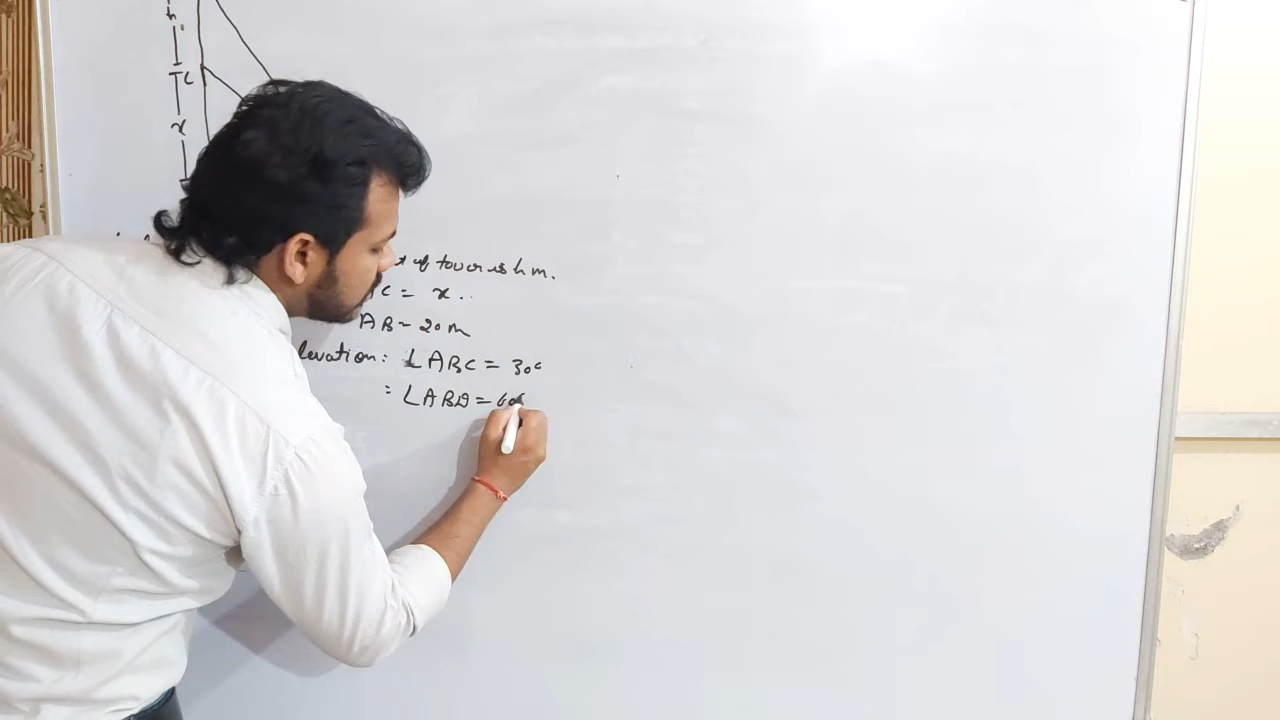 h
C
x
of tower is h m.
C = x.
AB = 20 m
levation: ∠ABC = 30°
: ∠ABD = 60